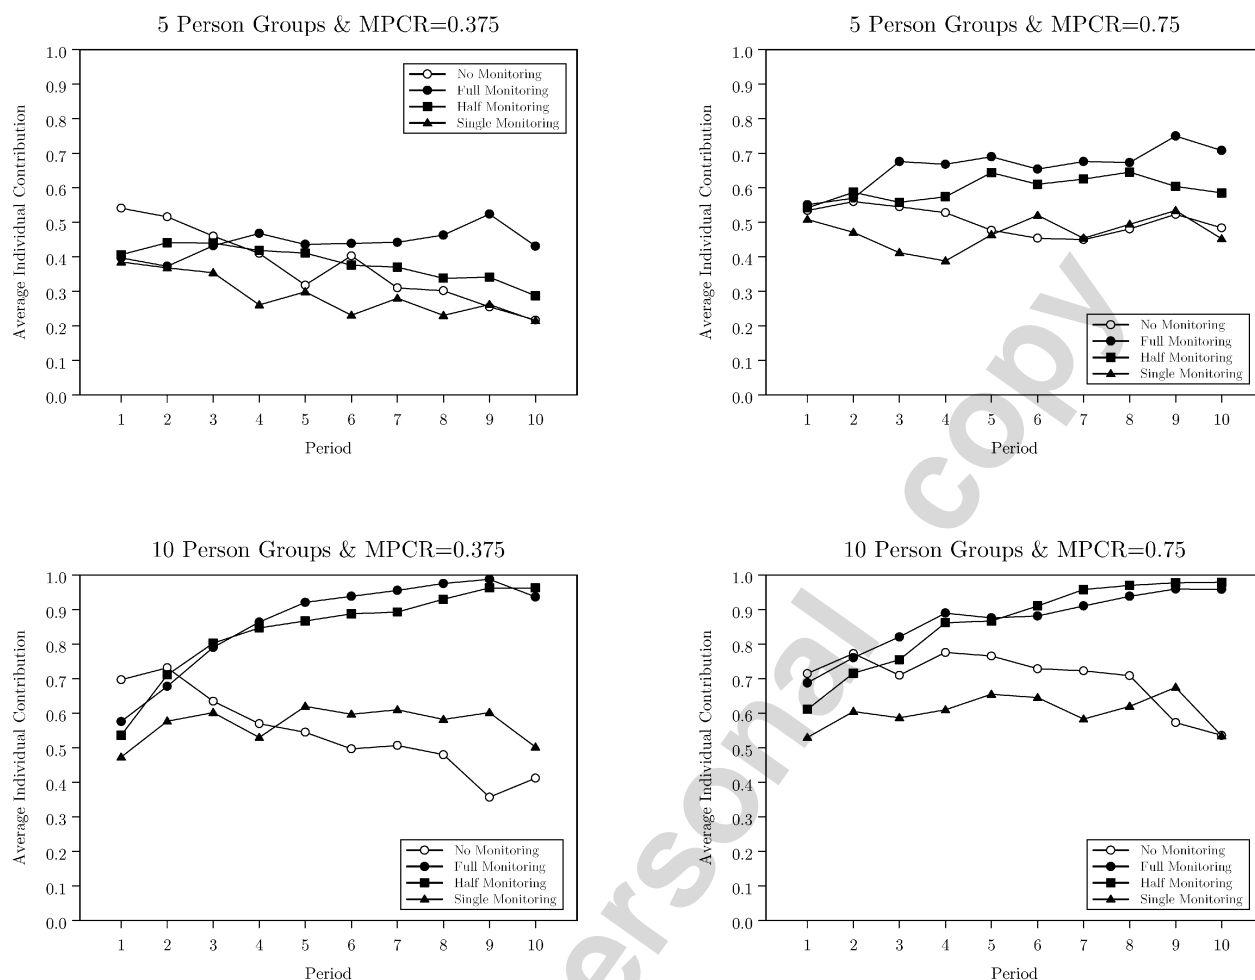 5 Person Groups & MPCR=0.375
1.0
0.9
0.8
0.7
0.6
0.5
0.4
0.3
0.2
0.1
0.0
Average Individual Contribution
No Monitoring
Full Monitoring
Half Monitoring
Single Monitoring
1 2 3 4 5 6 7 8 9 10
Period
5 Person Groups & MPCR=0.75
1.0
0.9
0.8
0.7
0.6
0.5
0.4
0.3
0.2
0.1
0.0
Average Individual Contribution
No Monitoring
Full Monitoring
Half Monitoring
Single Monitoring
1 2 3 4 5 6 7 8 9 10
Period
10 Person Groups & MPCR=0.375
1.0
0.9
0.8
0.7
0.6
0.5
0.4
0.3
0.2
0.1
0.0
Average Individual Contribution
No Monitoring
Full Monitoring
Half Monitoring
Single Monitoring
1 2 3 4 5 6 7 8 9 10
Period
10 Person Groups & MPCR=0.75
1.0
0.9
0.8
0.7
0.6
0.5
0.4
0.3
0.2
0.1
0.0
Average Individual Contribution
No Monitoring
Full Monitoring
Half Monitoring
Single Monitoring
1 2 3 4 5 6 7 8 9 10
Period
ersonal copy